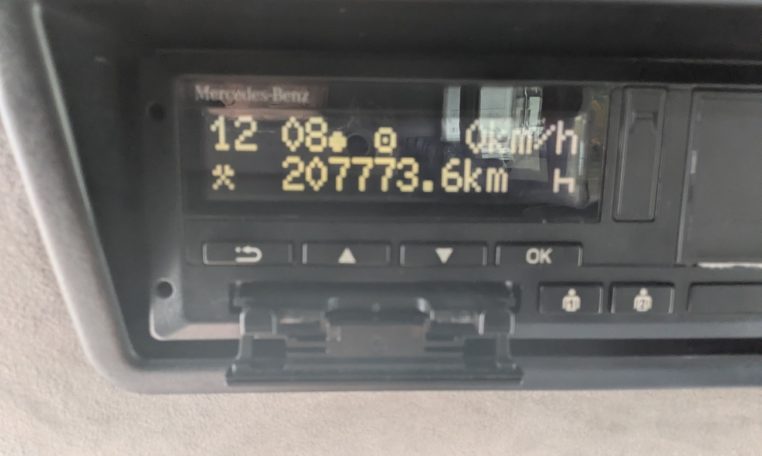 Mercedes-Benz
12 08 0km/h
207773.6km
OK
1 2